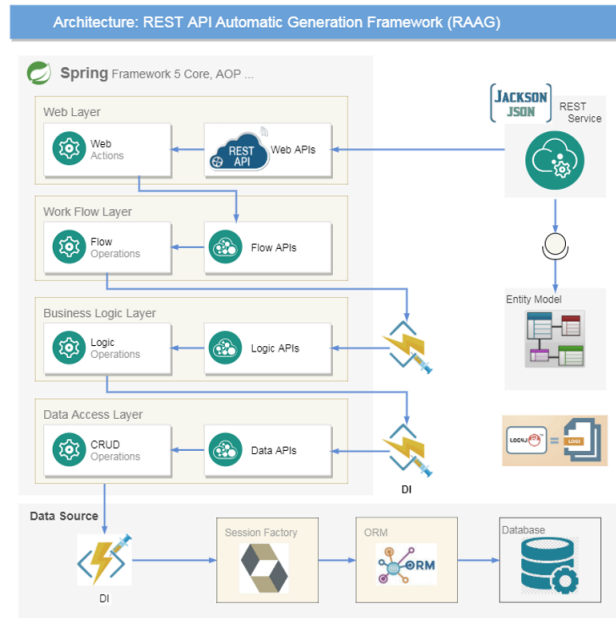 Architecture: REST API Automatic Generation Framework (RAAG)
Spring Framework 5 Core, AOP ...
JACKSON
JSON
REST
Service
Web Layer
Web
Actions
REST
API
Web APIs
Work Flow Layer
Flow
Operations
Flow APIs
Entity Model
Business Logic Layer
Logic
Operations
Logic APIs
Data Access Layer
CRUD
Operations
Data APIs
DI
=
Data Source
DI
Session Factory
ORM
ORM
Database